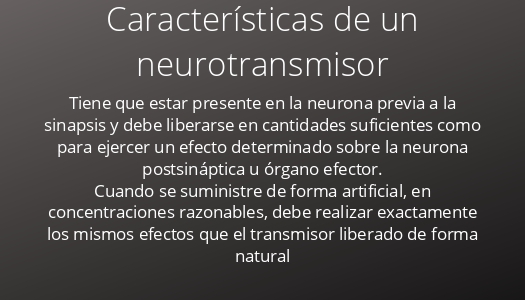 Características de un
neurotransmisor
Tiene que estar presente en la neurona previa a la
sinapsis y debe liberarse en cantidades suficientes como
para ejercer un efecto determinado sobre la neurona
postsináptica u órgano efector.
Cuando se suministre de forma artificial, en
concentraciones razonables, debe realizar exactamente
los mismos efectos que el transmisor liberado de forma
natural